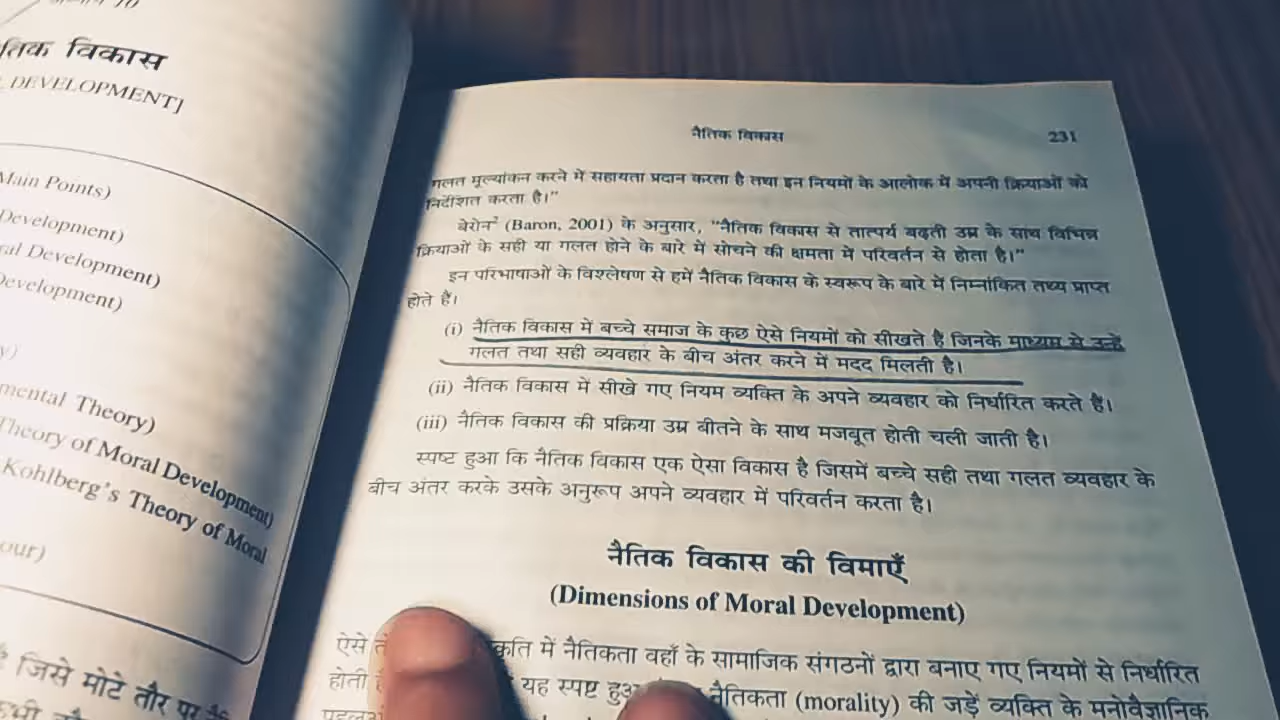 तिक विकास
DEVELOPMENT]
Main Points)
Development)
ral Development)
Development)
y)
mental Theory)
Theory of Moral Development)
Kohlberg's Theory of Moral
our)
है जिसे मोटे तौर पर
नैतिक विकास 231
गलत मूल्यांकन करने में सहायता प्रदान करता है तथा इन नियमों के आलोक में अपनी क्रियाओं को
निर्देशित करता है।”
बेरोन² (Baron, 2001) के अनुसार, “नैतिक विकास से तात्पर्य बढ़ती उम्र के साथ विभिन्न
क्रियाओं के सही या गलत होने के बारे में सोचने की क्षमता में परिवर्तन से होता है।”
इन परिभाषाओं के विश्लेषण से हमें नैतिक विकास के स्वरूप के बारे में निम्नांकित तथ्य प्राप्त
होते हैं।
(i) नैतिक विकास में बच्चे समाज के कुछ ऐसे नियमों को सीखते हैं जिनके माध्यम से उन्हें
गलत तथा सही व्यवहार के बीच अंतर करने में मदद मिलती है।
(ii) नैतिक विकास में सीखे गए नियम व्यक्ति के अपने व्यवहार को निर्धारित करते हैं।
(iii) नैतिक विकास की प्रक्रिया उम्र बीतने के साथ मजबूत होती चली जाती है।
स्पष्ट हुआ कि नैतिक विकास एक ऐसा विकास है जिसमें बच्चे सही तथा गलत व्यवहार के
बीच अंतर करके उसके अनुरूप अपने व्यवहार में परिवर्तन करता है।
नैतिक विकास की विमाएँ
(Dimensions of Moral Development)
ऐसे में नैतिकता वहाँ के सामाजिक संगठनों द्वारा बनाए गए नियमों से निर्धारित
होती यह स्पष्ट नैतिकता (morality) की जड़ें व्यक्ति के मनोवैज्ञानिक